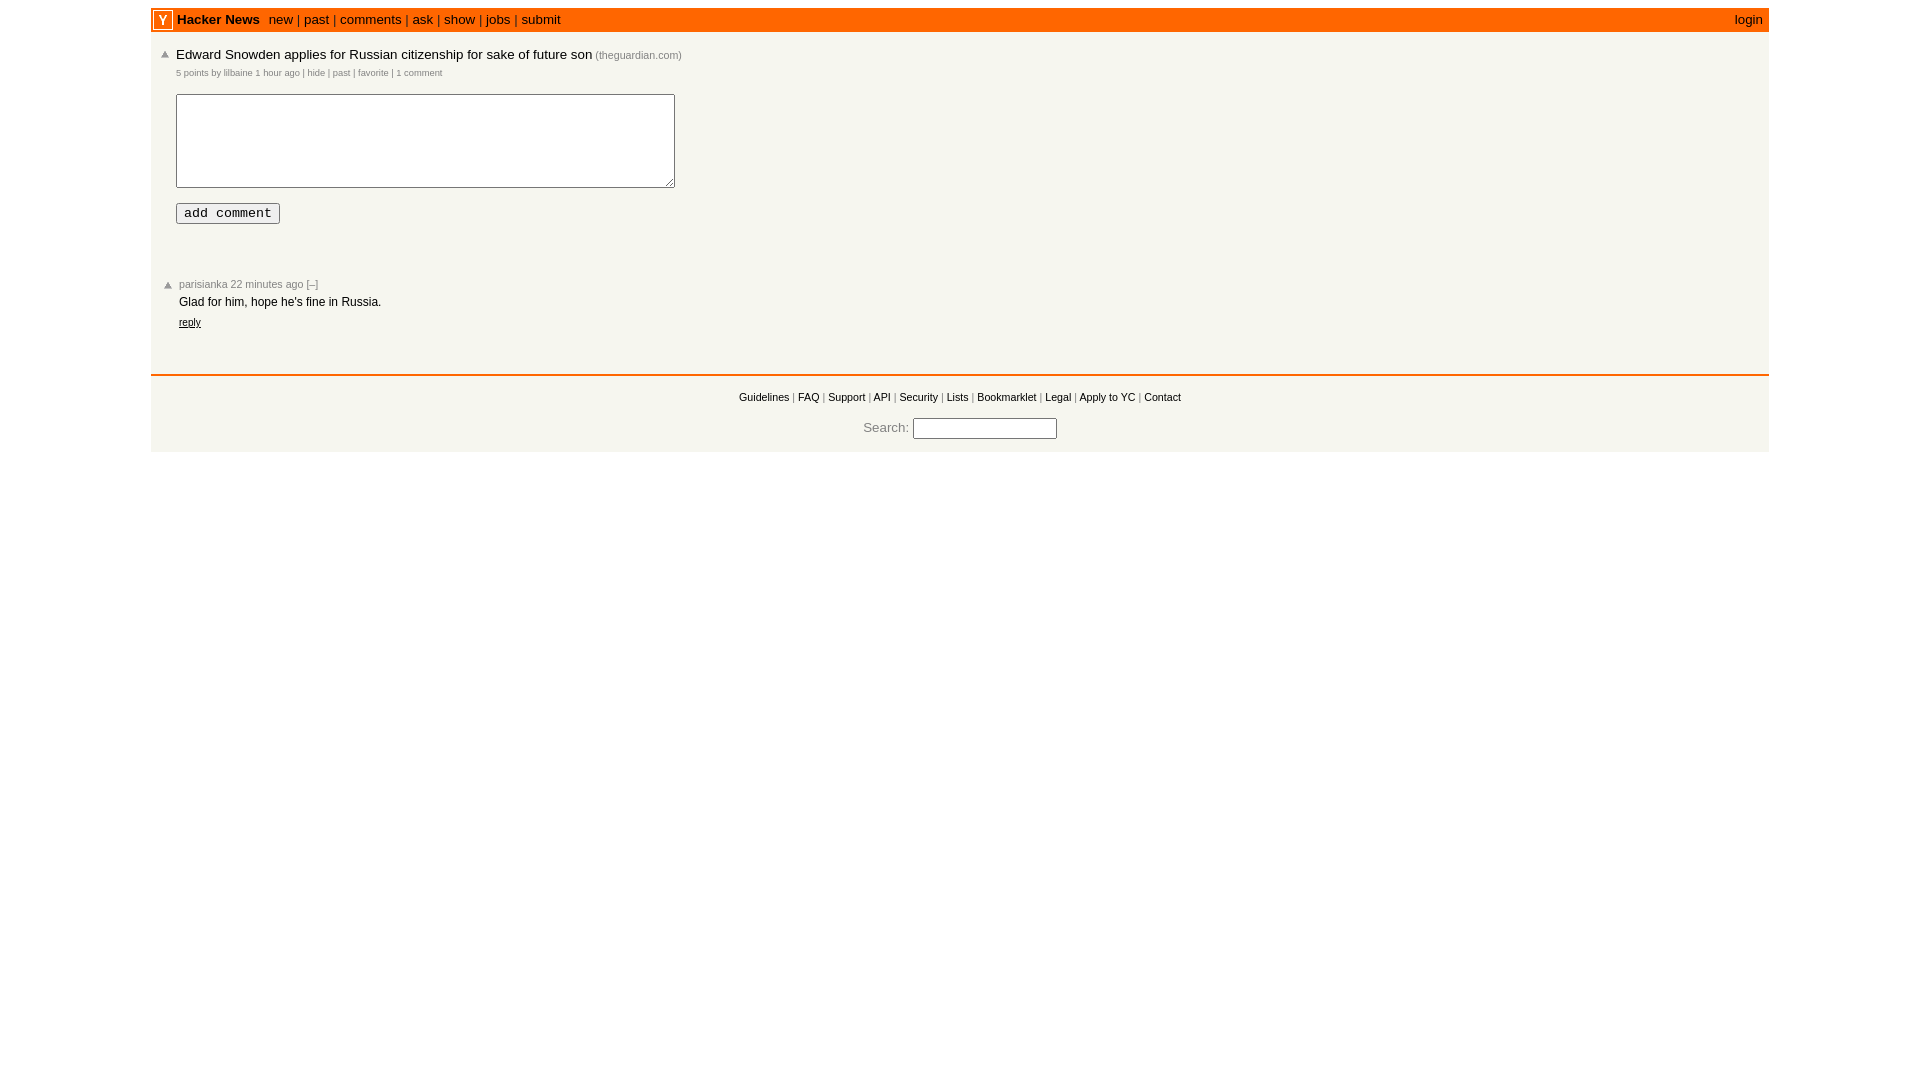 Y Hacker News new | past | comments | ask | show | jobs | submit login
Edward Snowden applies for Russian citizenship for sake of future son (theguardian.com)
5 points by lilbaine 1 hour ago | hide | past | favorite | 1 comment
add comment
parisianka 22 minutes ago [–]
Glad for him, hope he's fine in Russia.
reply
Guidelines | FAQ | Support | API | Security | Lists | Bookmarklet | Legal | Apply to YC | Contact
Search: